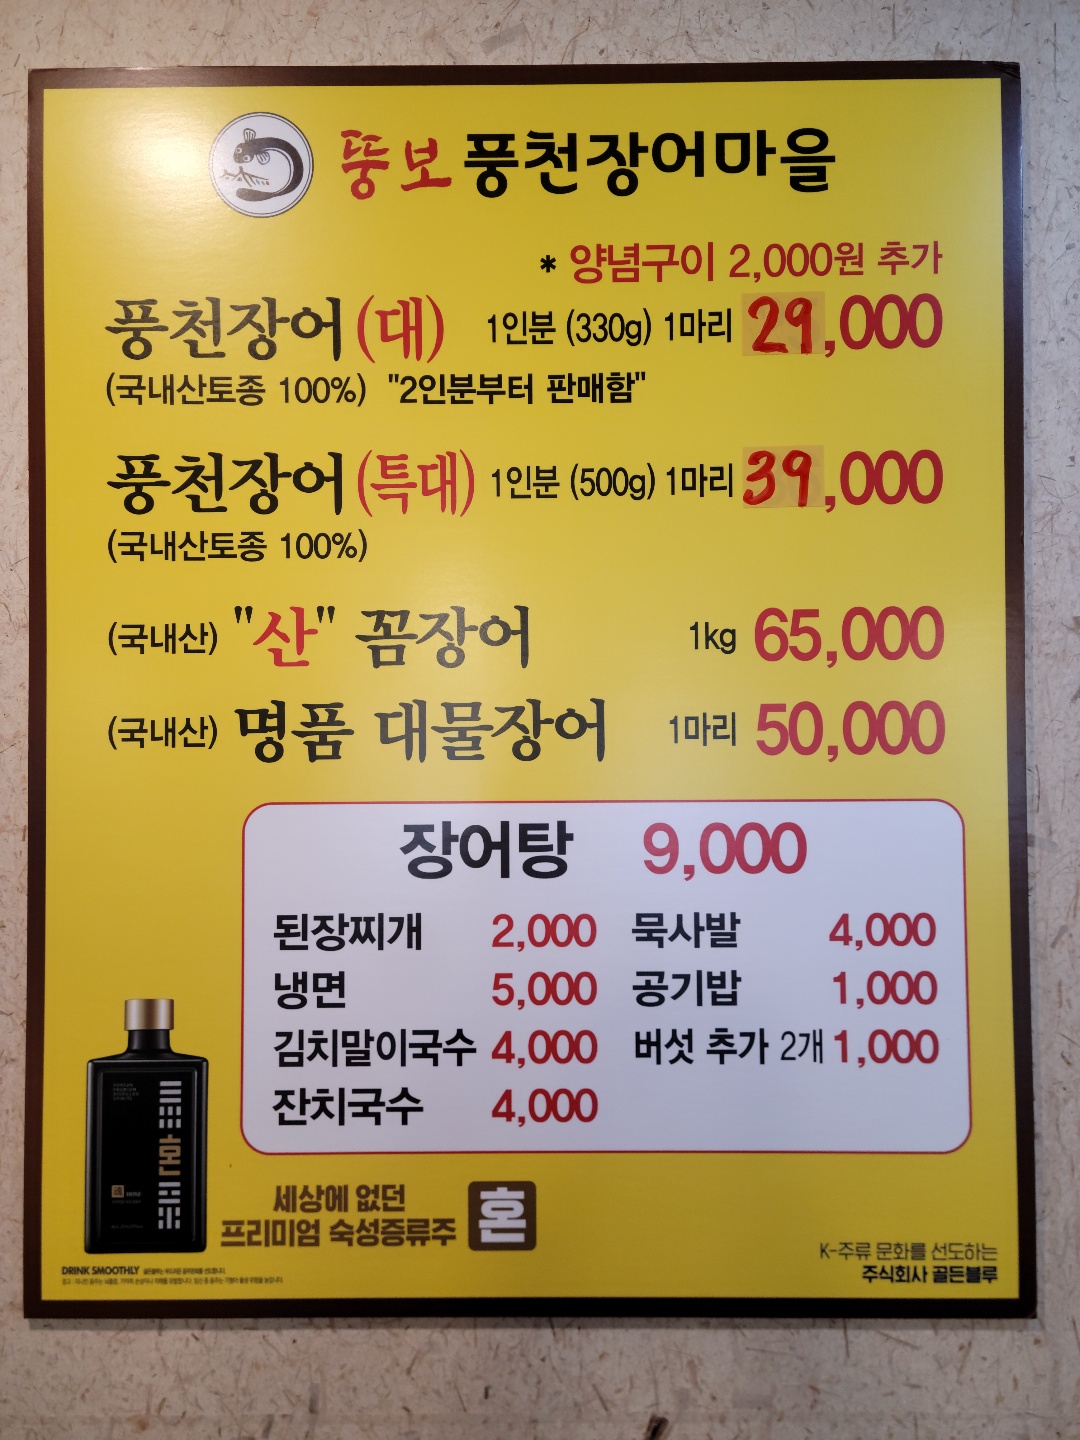 뚱보 풍천장어마을
* 양념구이 2,000원 추가
풍천장어(대) 1인분 (330g) 1마리 29,000
(국내산토종 100%) "2인분부터 판매함"
풍천장어(특대) 1인분 (500g) 1마리 39,000
(국내산토종 100%)
(국내산) "산" 꼼장어 1kg 65,000
(국내산) 명품 대물장어 1마리 50,000
장어탕 9,000
된장찌개 2,000 묵사발 4,000
냉면 5,000 공기밥 1,000
김치말이국수 4,000 버섯 추가 2개 1,000
잔치국수 4,000
혼
세상에 없던
프리미엄 숙성증류주 혼
K-주류 문화를 선도하는
주식회사 골든블루
DRINK SMOOTHLY